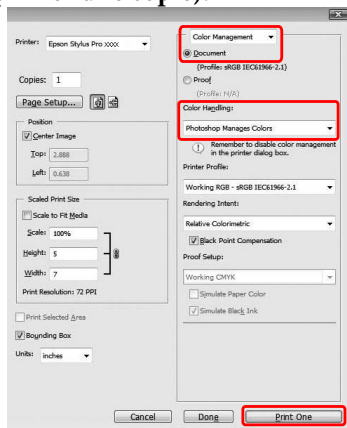 Printer: Epson Stylus Pro xxxx
Copies: 1
Page Setup...
Position
Center Image
Top: 2.888
Left: 0.638
Scaled Print Size
Scale to Fit Media
Scale: 100%
Height: 5
Width: 7
Print Resolution: 72 PPI
Print Selected Area
Bounding Box
Units: inches
Color Management
Document
(Profile: sRGB IEC61966-2.1)
Proof
(Profile: N/A)
Color Handling:
Photoshop Manages Colors
Remember to disable color management
in the printer dialog box.
Printer Profile:
Working RGB - sRGB IEC61966-2.1
Rendering Intent:
Relative Colorimetric
Black Point Compensation
Proof Setup:
Working CMYK
Simulate Paper Color
Simulate Black Ink
Cancel
Done
Print One